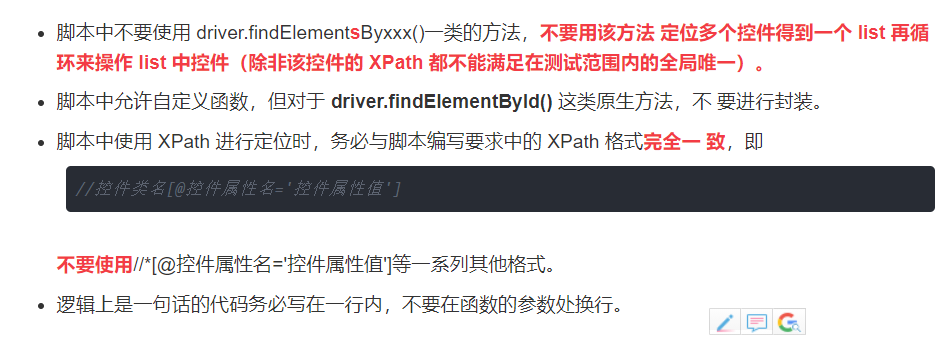 脚本中不要使用 driver.findElementsByxxx()一类的方法，不要用该方法 定位多个控件得到一个 list 再循
环来操作 list 中控件（除非该控件的 XPath 都不能满足在测试范围内的全局唯一）。
脚本中允许自定义函数，但对于 driver.findElementById() 这类原生方法，不 要进行封装。
脚本中使用 XPath 进行定位时，务必与脚本编写要求中的 XPath 格式完全一 致，即
//控件类名[@控件属性名='控件属性值']
不要使用//*[@控件属性名='控件属性值']等一系列其他格式。
逻辑上是一句话的代码务必写在一行内，不要在函数的参数处换行。